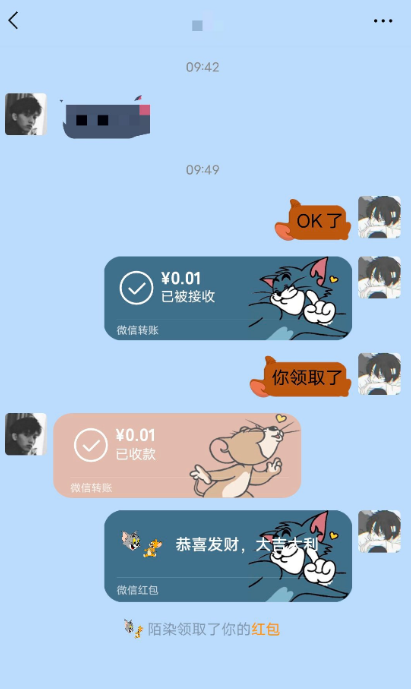 09:42
09:49
OK了
¥0.01
已被接收
微信转账
你领取了
¥0.01
已收款
微信转账
恭喜发财，大吉大利
微信红包
陌染领取了你的红包